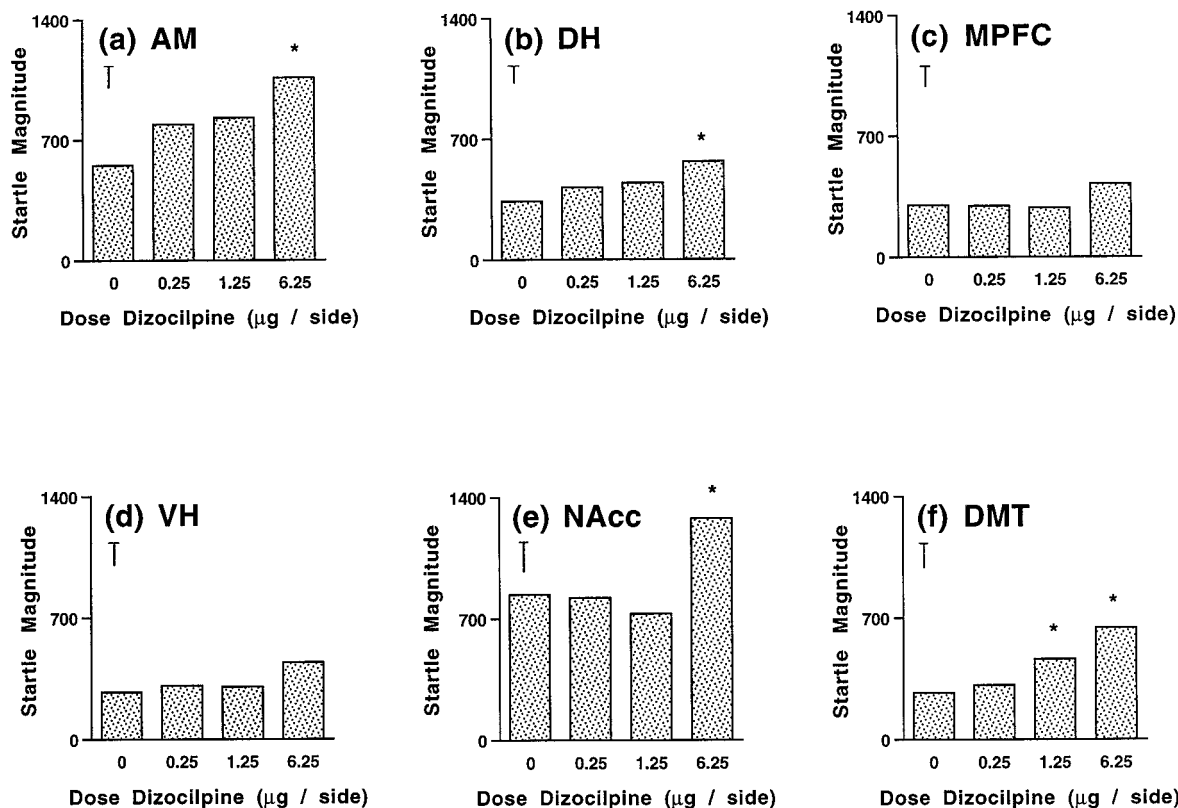 (a) AM
*
1400
700
0
Startle Magnitude
0 0.25 1.25 6.25
Dose Dizocilpine (μg / side)
(b) DH
*
1400
700
0
Startle Magnitude
0 0.25 1.25 6.25
Dose Dizocilpine (μg / side)
(c) MPFC
1400
700
0
Startle Magnitude
0 0.25 1.25 6.25
Dose Dizocilpine (μg / side)
(d) VH
1400
700
0
Startle Magnitude
0 0.25 1.25 6.25
Dose Dizocilpine (μg / side)
(e) NAcc
*
1400
700
0
Startle Magnitude
0 0.25 1.25 6.25
Dose Dizocilpine (μg / side)
(f) DMT
* *
1400
700
0
Startle Magnitude
0 0.25 1.25 6.25
Dose Dizocilpine (μg / side)